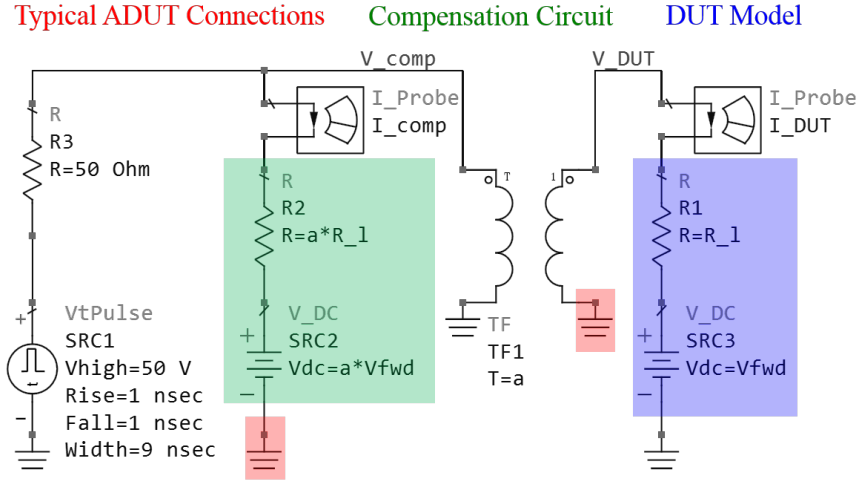 Typical ADUT Connections
Compensation Circuit
DUT Model
V_comp
V_DUT
R
R3
R=50 Ohm
I_Probe
I_comp
I_Probe
I_DUT
R
R2
R=a*R_l
T
1
R
R1
R=R_l
+
VtPulse
SRC1
Vhigh=50 V
Rise=1 nsec
Fall=1 nsec
Width=9 nsec
−
+
V_DC
SRC2
Vdc=a*Vfwd
−
TF
TF1
T=a
+
V_DC
SRC3
Vdc=Vfwd
−